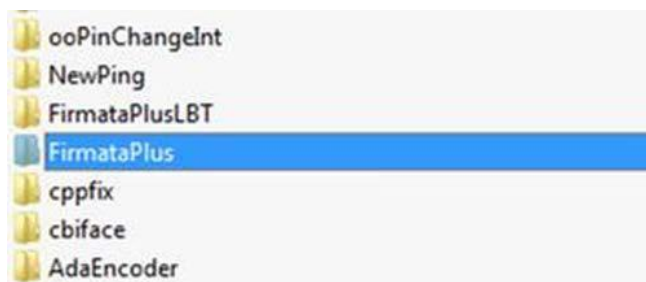 ooPinChangeInt
NewPing
FirmataPlusLBT
FirmataPlus
cppfix
cbiface
AdaEncoder